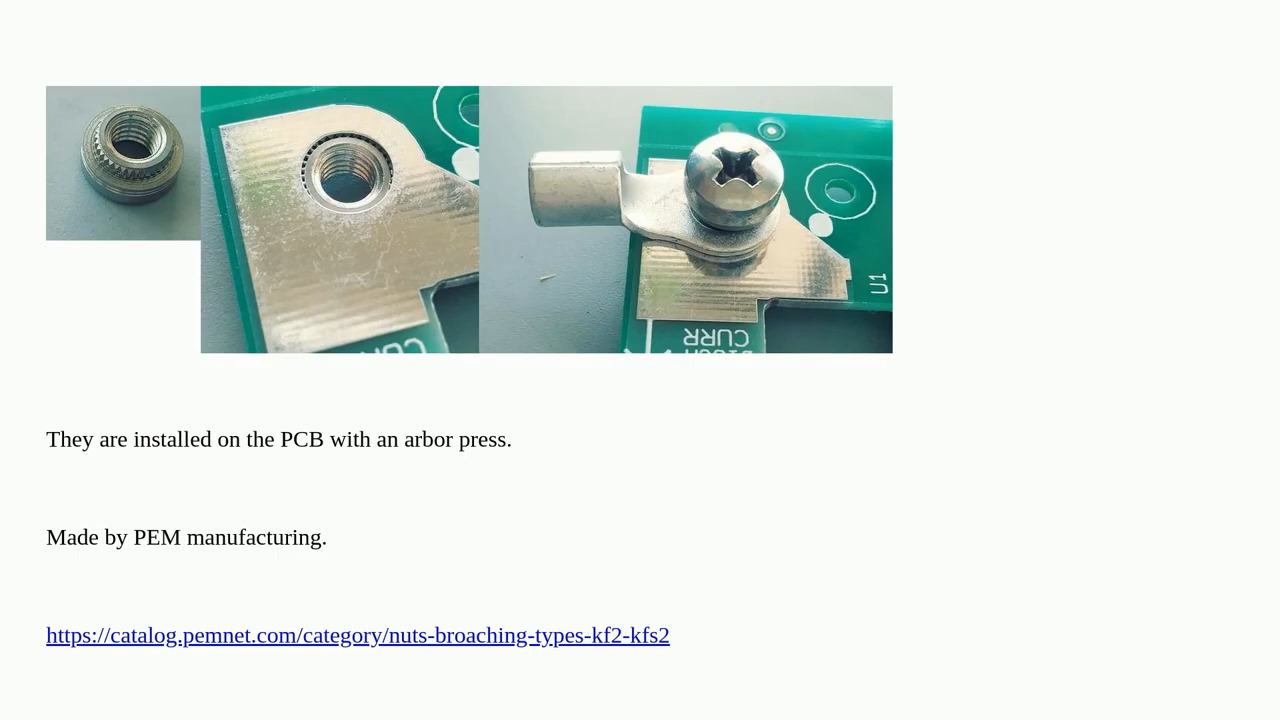 U1
CURR
They are installed on the PCB with an arbor press.
Made by PEM manufacturing.
https://catalog.pemnet.com/category/nuts-broaching-types-kf2-kfs2